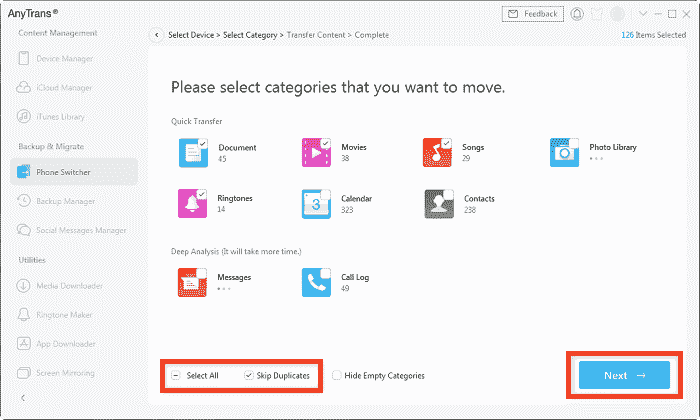 AnyTrans®
Feedback
Content Management
Select Device > Select Category > Transfer Content > Complete
126 Items Selected
Device Manager
iCloud Manager
iTunes Library
Backup & Migrate
Phone Switcher
Backup Manager
Social Messages Manager
Utilities
Media Downloader
Ringtone Maker
App Downloader
Screen Mirroring
Please select categories that you want to move.
Quick Transfer
Document
45
Movies
38
Songs
29
Photo Library
Ringtones
14
3
Calendar
323
Contacts
238
Deep Analysis (It will take more time.)
Messages
Call Log
49
Select All
Skip Duplicates
Hide Empty Categories
Next →